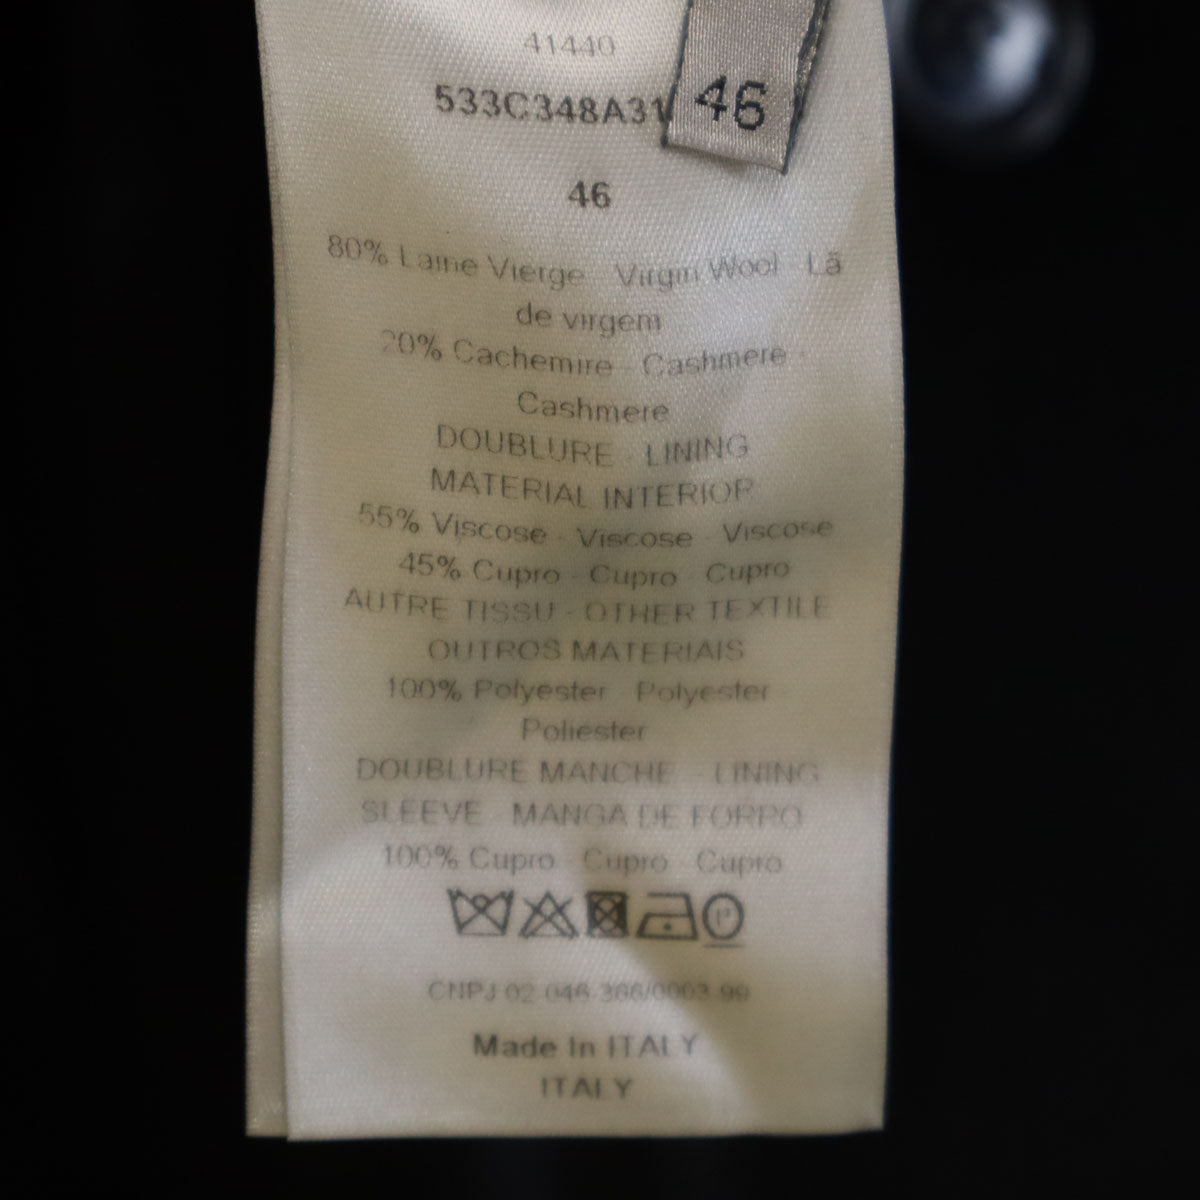 41440
533C348A31
46
46
80% Laine Vierge - Virgin Wool - Lã
de virgem
20% Cachemire - Cashmere -
Cashmere
DOUBLURE - LINING
MATERIAL INTERIOR
55% Viscose - Viscose - Viscose
45% Cupro - Cupro - Cupro
AUTRE TISSU - OTHER TEXTILE
OUTROS MATERIAIS
100% Polyester - Polyester -
Poliester
DOUBLURE MANCHE - LINING
SLEEVE - MANGA DE FORRO
100% Cupro - Cupro - Cupro
P
CNPJ 02.046.366/0003.99
Made In ITALY
ITALY